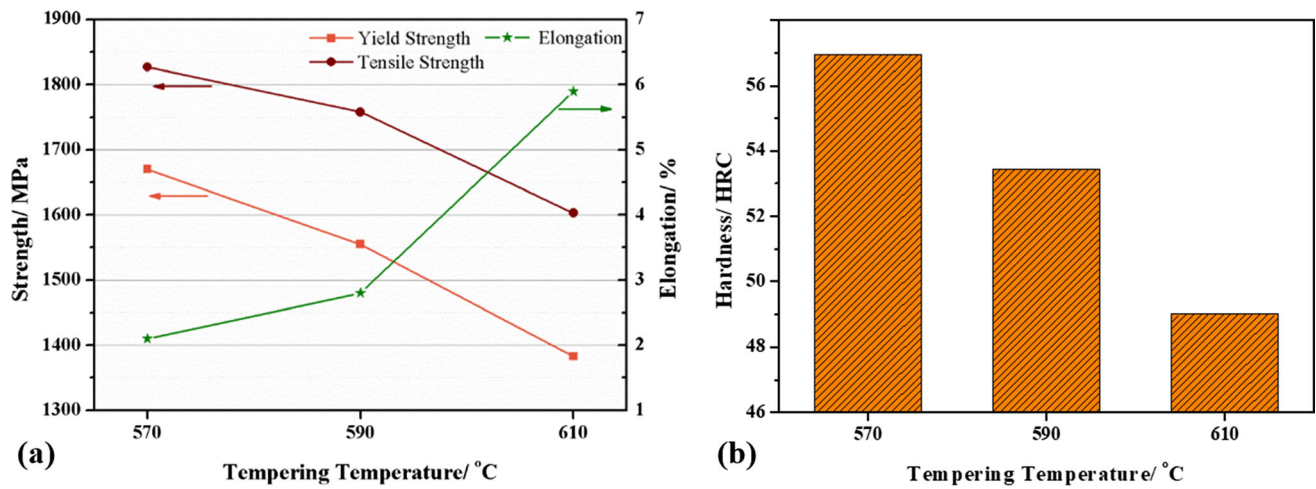 1900
1800
1700
1600
1500
1400
1300
Strength/ MPa
Yield Strength
Elongation
Tensile Strength
7
6
5
4
3
2
1
Elongation/ %
570 590 610
Tempering Temperature/ °C
(a)
56
54
52
50
48
46
Hardness/ HRC
570 590 610
Tempering Temperature/ °C
(b)